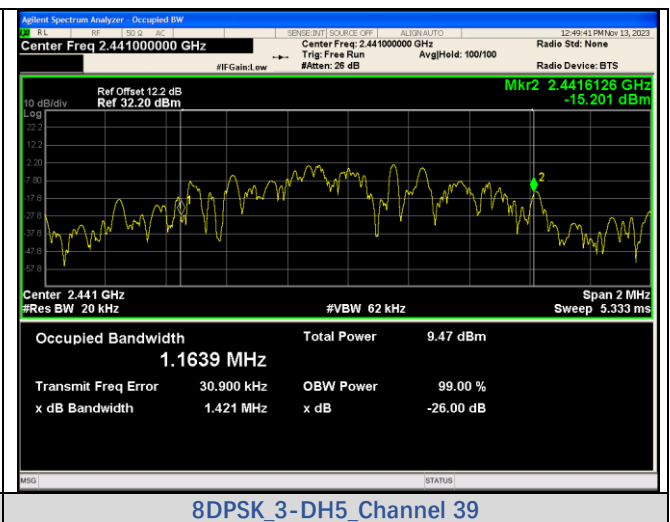 Agilent Spectrum Analyzer - Occupied BW
RL RF 50 Ω AC SENSE:INT SOURCE OFF ALIGN AUTO 12:49:41 PM Nov 13, 2023
Center Freq 2.441000000 GHz Center Freq: 2.441000000 GHz Radio Std: None
Trig: Free Run Avg|Hold: 100/100
#IFGain:Low #Atten: 26 dB Radio Device: BTS
Ref Offset 12.2 dB Mkr2 2.4416126 GHz
10 dB/div Ref 32.20 dBm -15.201 dBm
Log
22.2
12.2
2.20
-7.80
-17.8
-27.8
-37.8
-47.8
-57.8
2
Center 2.441 GHz Span 2 MHz
#Res BW 20 kHz #VBW 62 kHz Sweep 5.333 ms
Occupied Bandwidth Total Power 9.47 dBm
1.1639 MHz
Transmit Freq Error 30.900 kHz OBW Power 99.00 %
x dB Bandwidth 1.421 MHz x dB -26.00 dB
MSG STATUS
8DPSK_3-DH5_Channel 39